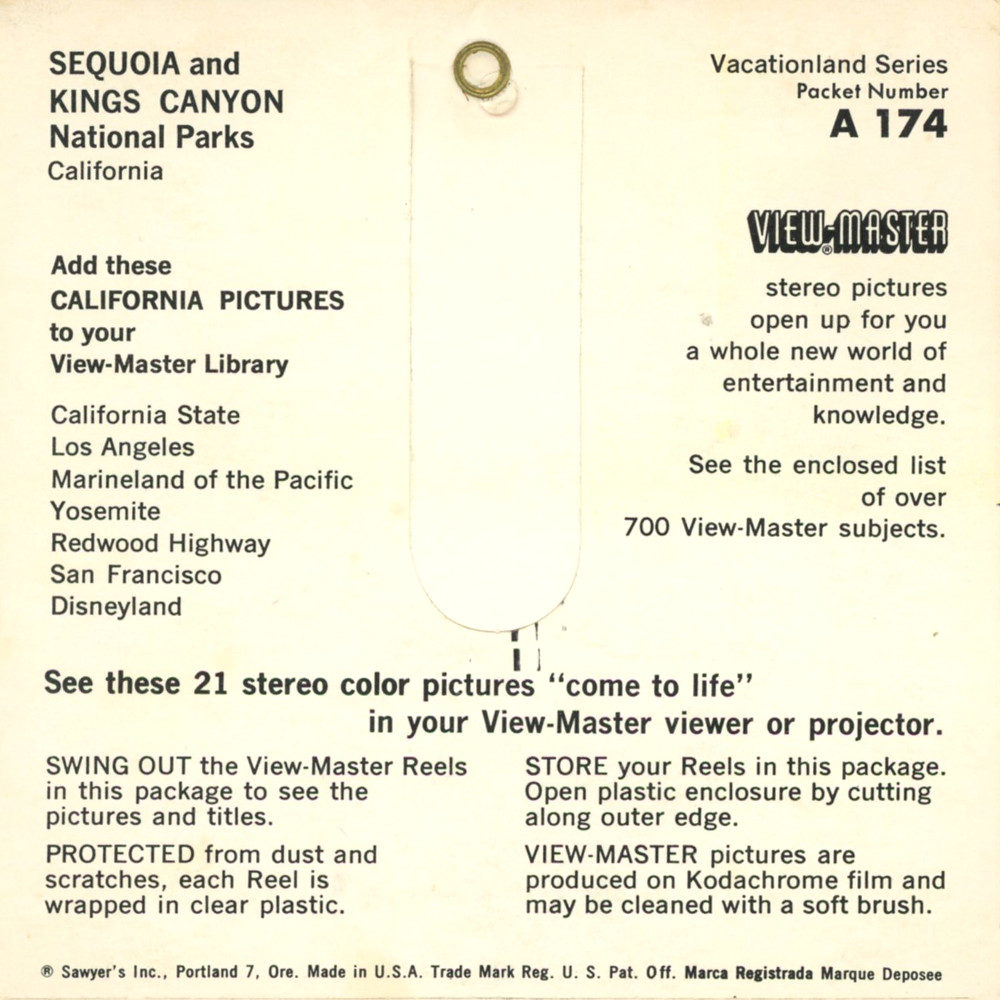 SEQUOIA and
KINGS CANYON
National Parks
California
Vacationland Series
Packet Number
A 174
Add these
CALIFORNIA PICTURES
to your
View-Master Library
California State
Los Angeles
Marineland of the Pacific
Yosemite
Redwood Highway
San Francisco
Disneyland
VIEW-MASTER®
stereo pictures
open up for you
a whole new world of
entertainment and
knowledge.
See the enclosed list
of over
700 View-Master subjects.
See these 21 stereo color pictures “come to life”
in your View-Master viewer or projector.
SWING OUT the View-Master Reels
in this package to see the
pictures and titles.
PROTECTED from dust and
scratches, each Reel is
wrapped in clear plastic.
STORE your Reels in this package.
Open plastic enclosure by cutting
along outer edge.
VIEW-MASTER pictures are
produced on Kodachrome film and
may be cleaned with a soft brush.
® Sawyer's Inc., Portland 7, Ore. Made in U.S.A. Trade Mark Reg. U. S. Pat. Off. Marca Registrada Marque Deposee